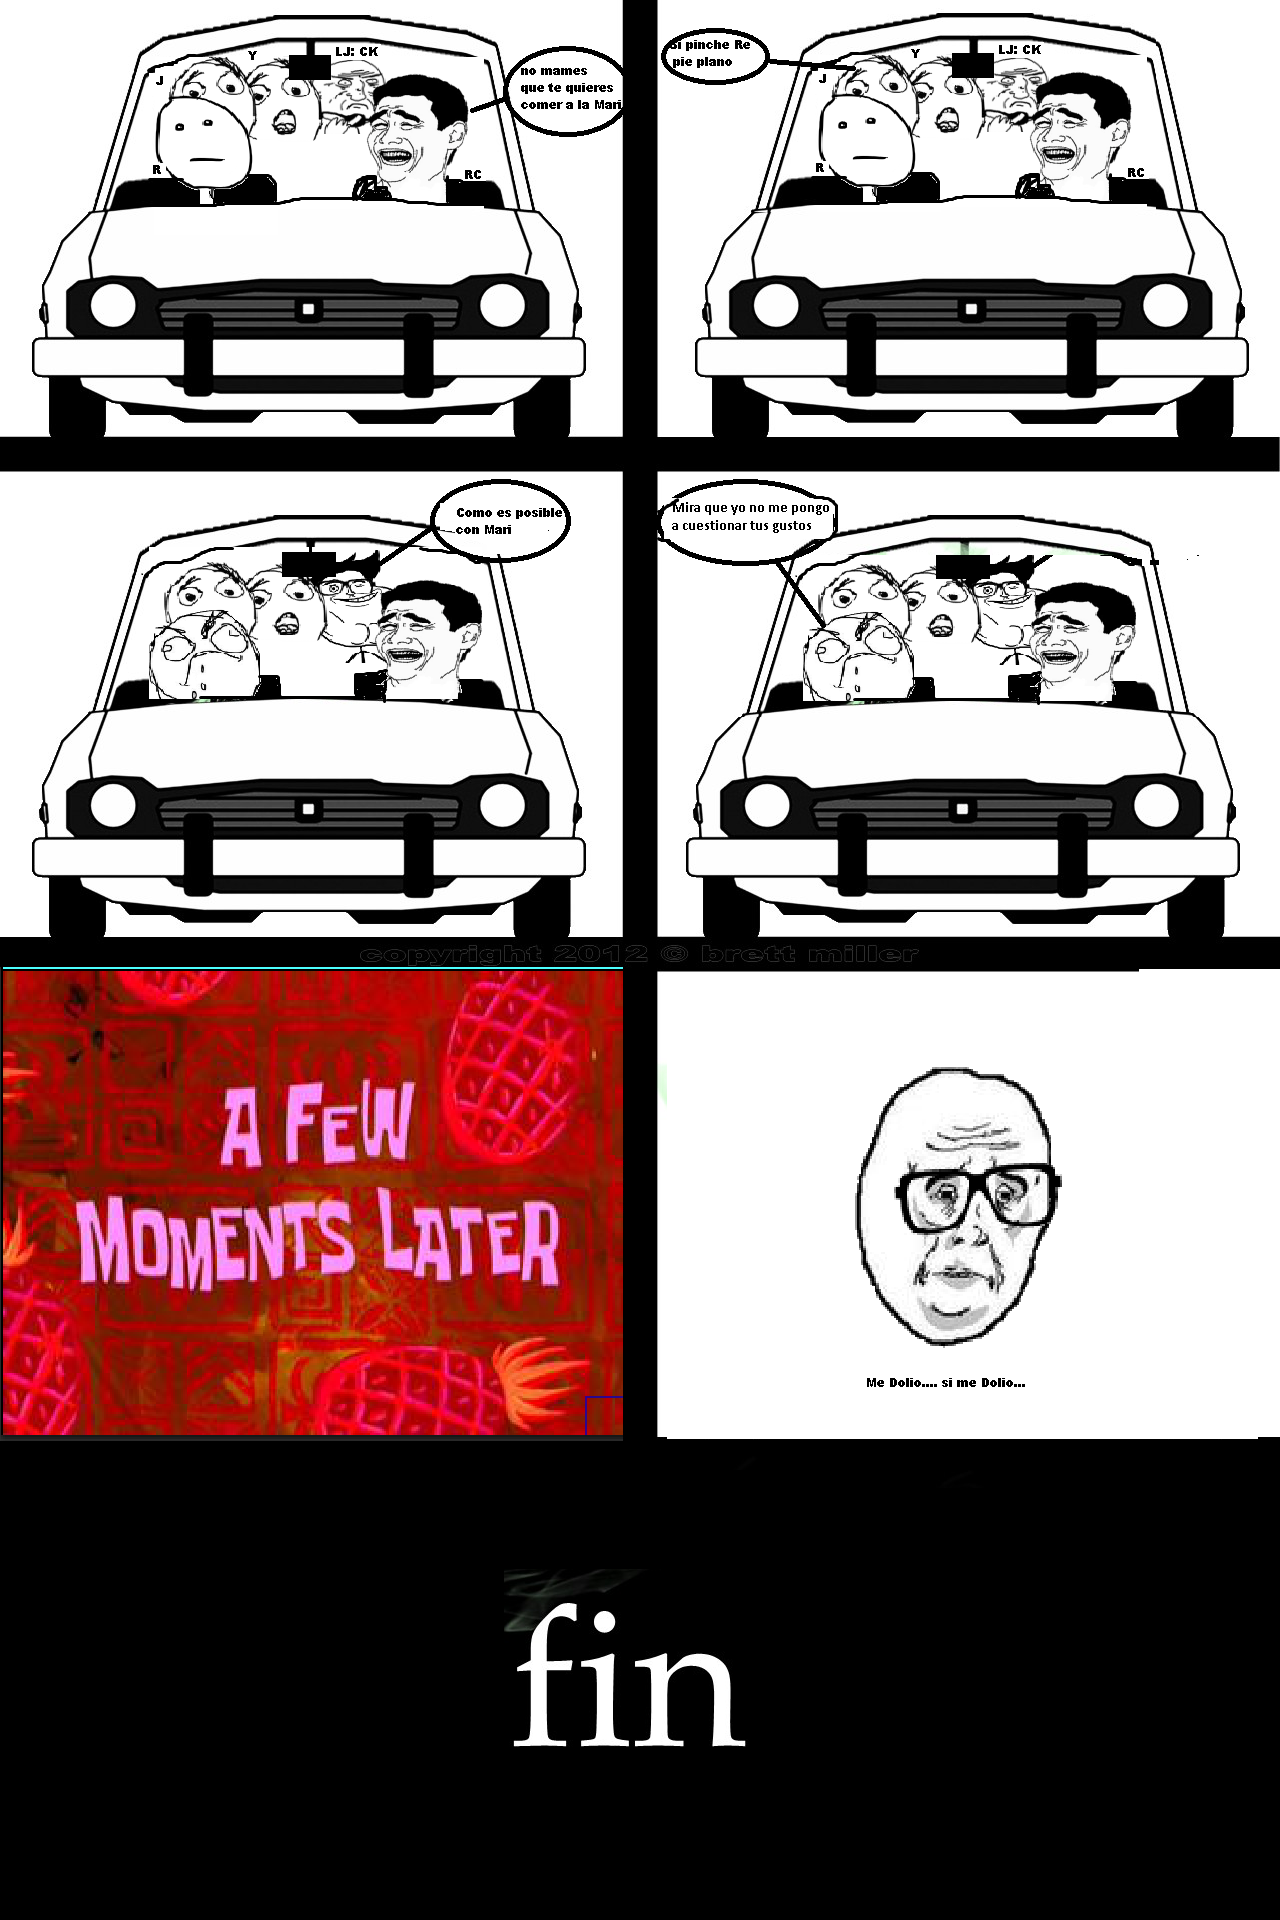 Y
LJ: CK
J
no mames
que te quieres
comer a la Mari
R
RC
Si pinche Re
pie plano
Y
LJ: CK
J
R
RC
Como es posible
con Mari
Mira que yo no me pongo
a cuestionar tus gustos
copyright 2012 © brett miller
A FEW
MOMENTS LATER
Me Dolio.... si me Dolio...
fin